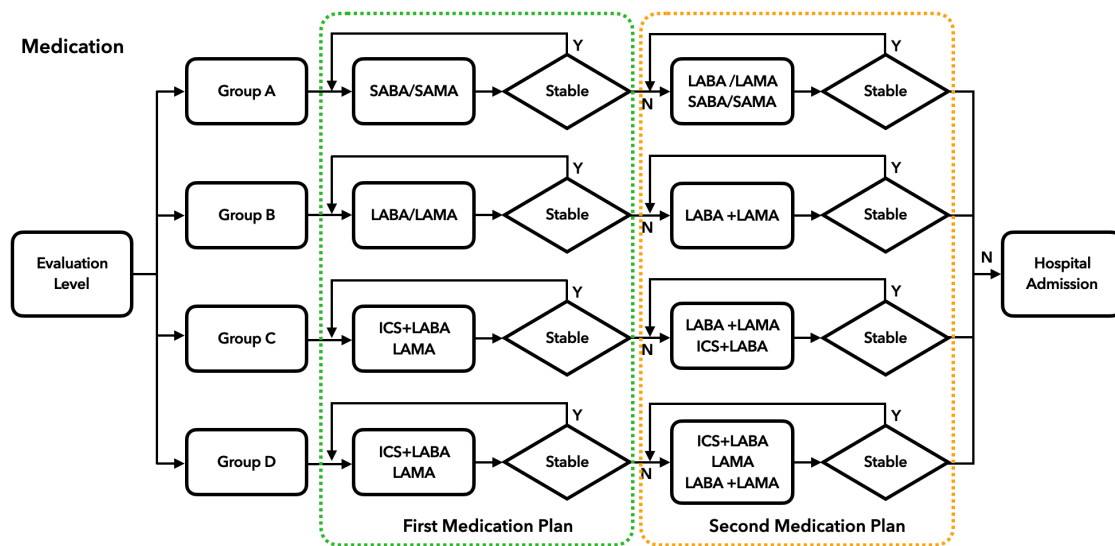 Medication
Evaluation
Level
Group A
SABA/SAMA
Stable
Y
N
LABA /LAMA
SABA/SAMA
Stable
Y
Group B
LABA/LAMA
Stable
Y
N
LABA +LAMA
Stable
Y
Group C
ICS+LABA
LAMA
Stable
Y
N
LABA +LAMA
ICS+LABA
Stable
Y
Group D
ICS+LABA
LAMA
Stable
Y
N
ICS+LABA
LAMA
LABA +LAMA
Stable
Y
N
Hospital
Admission
First Medication Plan
Second Medication Plan